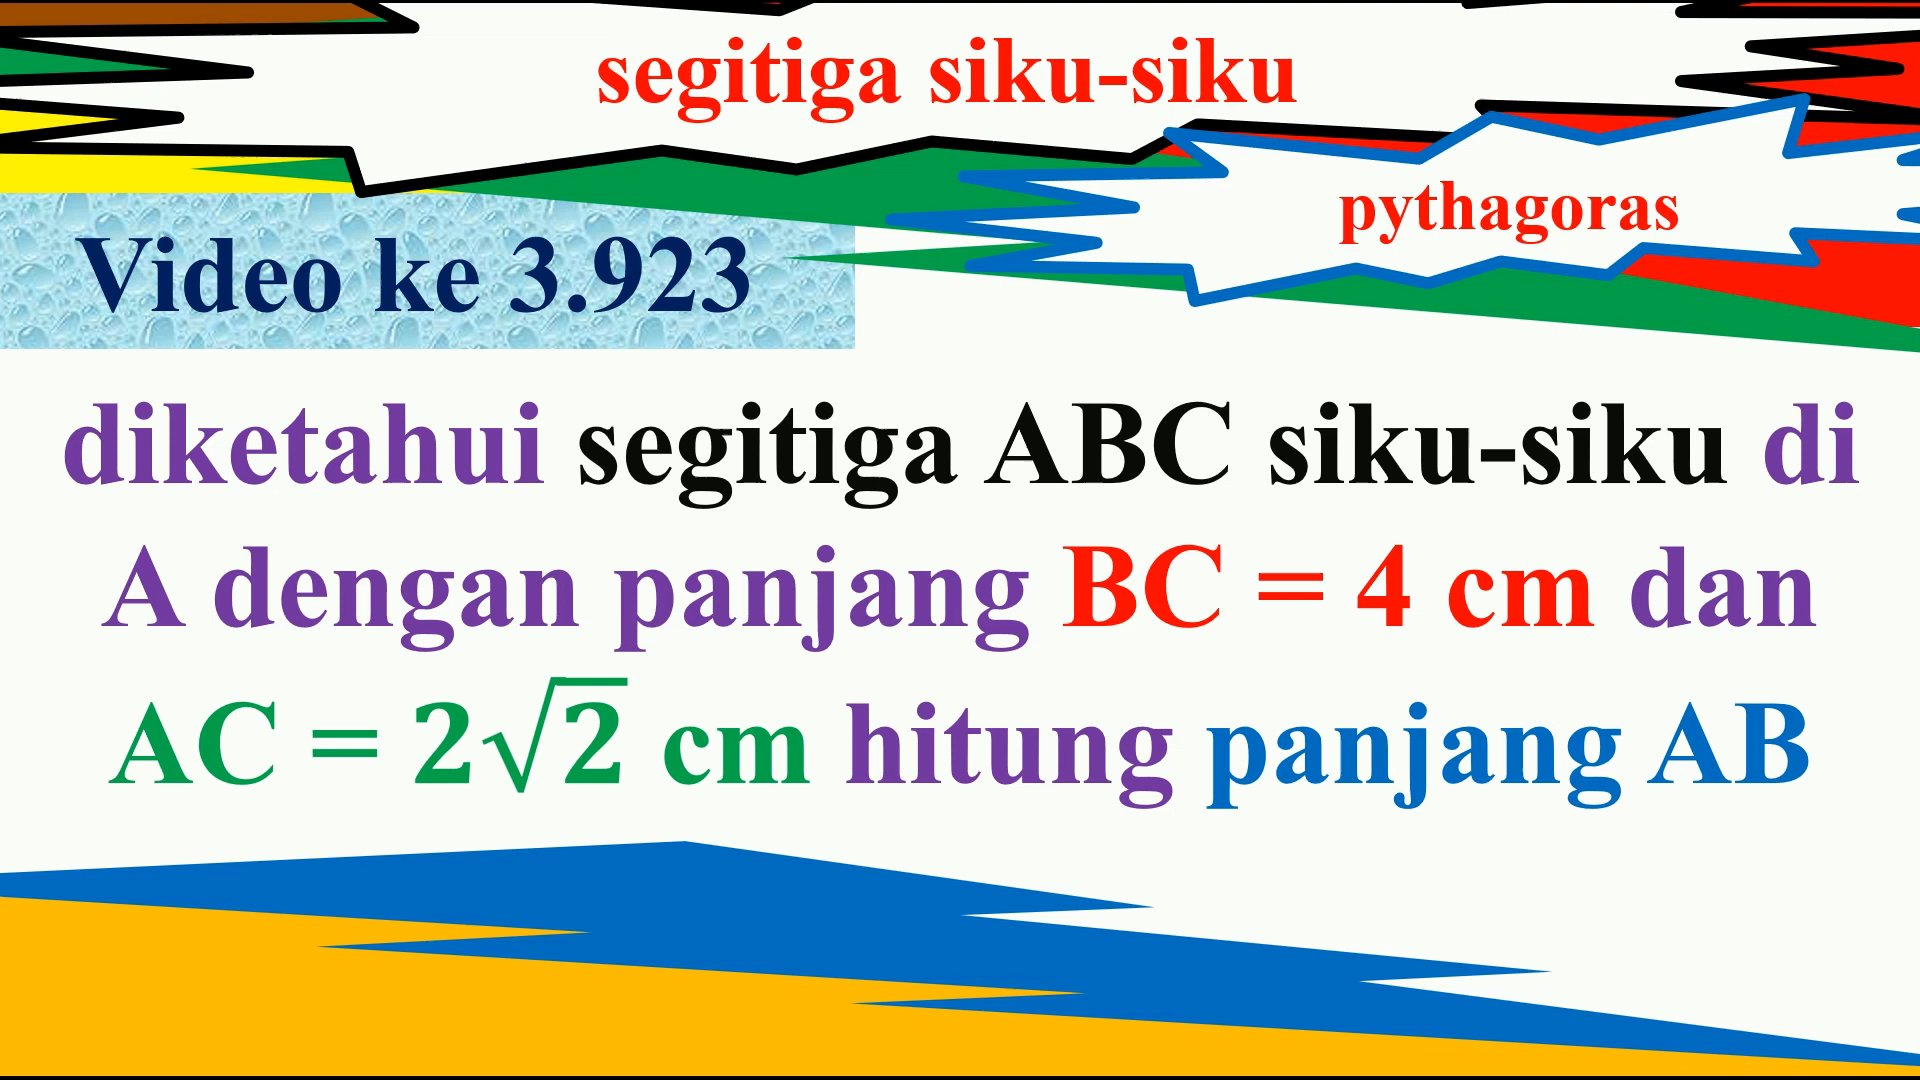 segitiga siku-siku
pythagoras
Video ke 3.923
diketahui segitiga ABC siku-siku di
A dengan panjang BC = 4 cm dan
AC = 2√2 cm hitung panjang AB